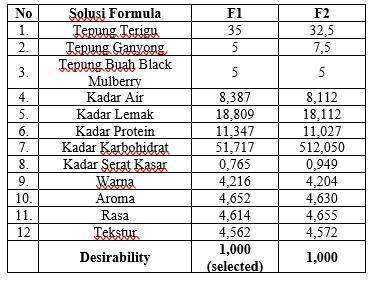 No Solusi Formula F1 F2
1. Tepung Terigu 35 32,5
2. Tepung Ganyong 5 7,5
3. Tepung Buah Black Mulberry 5 5
4. Kadar Air 8,387 8,112
5. Kadar Lemak 18,809 18,112
6. Kadar Protein 11,347 11,027
7. Kadar Karbohidrat 51,717 512,050
8. Kadar Serat Kasar 0,765 0,949
9. Warna 4,216 4,204
10. Aroma 4,652 4,630
11. Rasa 4,614 4,655
12 Tekstur 4,562 4,572
Desirability 1,000 (selected) 1,000